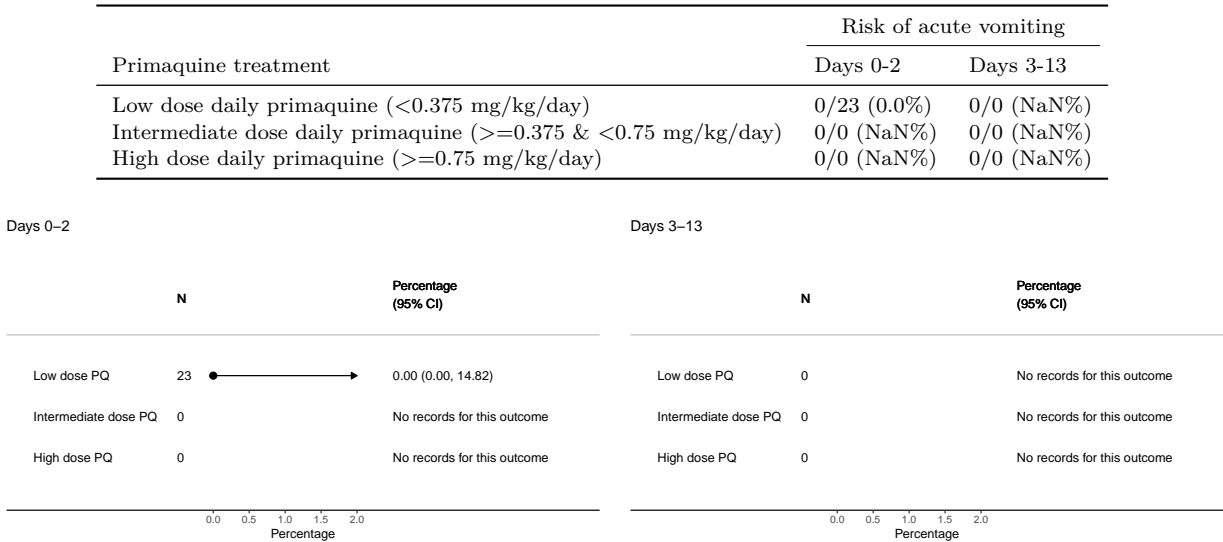 Risk of acute vomiting
Primaquine treatment Days 0-2 Days 3-13
Low dose daily primaquine (<0.375 mg/kg/day) 0/23 (0.0%) 0/0 (NaN%)
Intermediate dose daily primaquine (>=0.375 & <0.75 mg/kg/day) 0/0 (NaN%) 0/0 (NaN%)
High dose daily primaquine (>=0.75 mg/kg/day) 0/0 (NaN%) 0/0 (NaN%)
Days 0–2
N Percentage
(95% CI)
Low dose PQ 23 0.00 (0.00, 14.82)
Intermediate dose PQ 0 No records for this outcome
High dose PQ 0 No records for this outcome
0.0 0.5 1.0 1.5 2.0
Percentage
Days 3–13
N Percentage
(95% CI)
Low dose PQ 0 No records for this outcome
Intermediate dose PQ 0 No records for this outcome
High dose PQ 0 No records for this outcome
0.0 0.5 1.0 1.5 2.0
Percentage